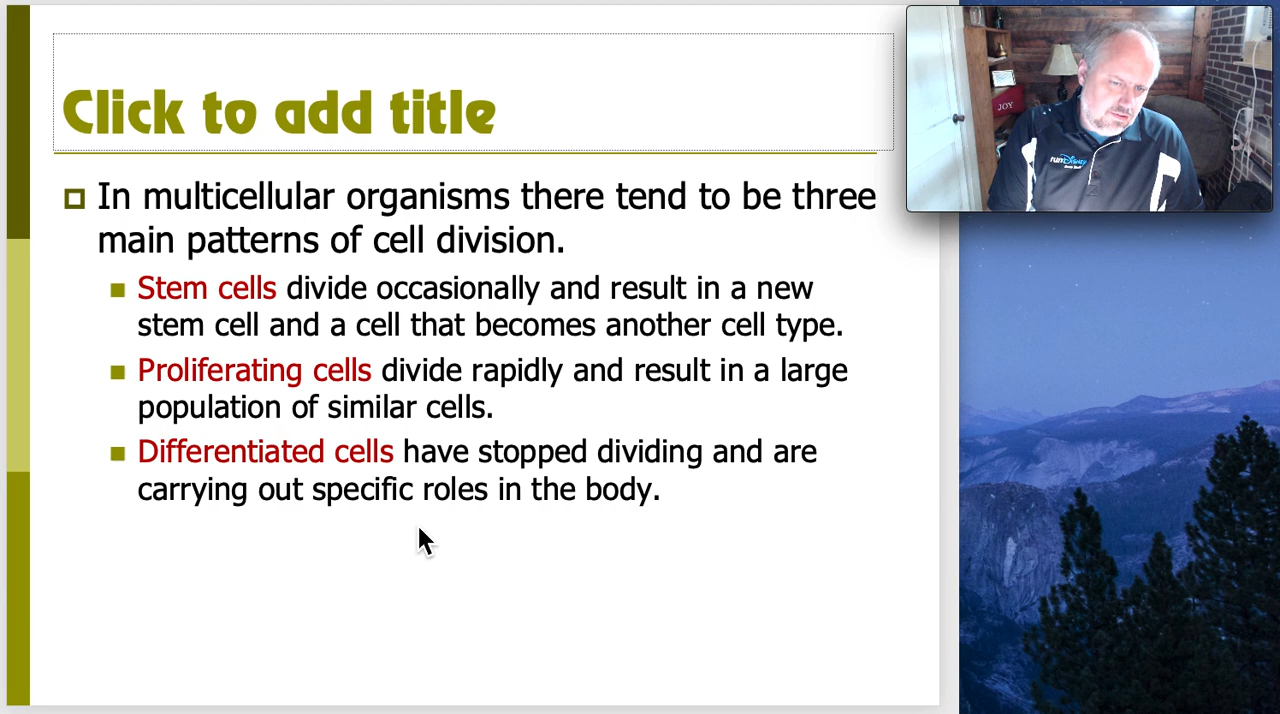 Click to add title
In multicellular organisms there tend to be three
main patterns of cell division.
Stem cells divide occasionally and result in a new
stem cell and a cell that becomes another cell type.
Proliferating cells divide rapidly and result in a large
population of similar cells.
Differentiated cells have stopped dividing and are
carrying out specific roles in the body.
JOY
runDisney